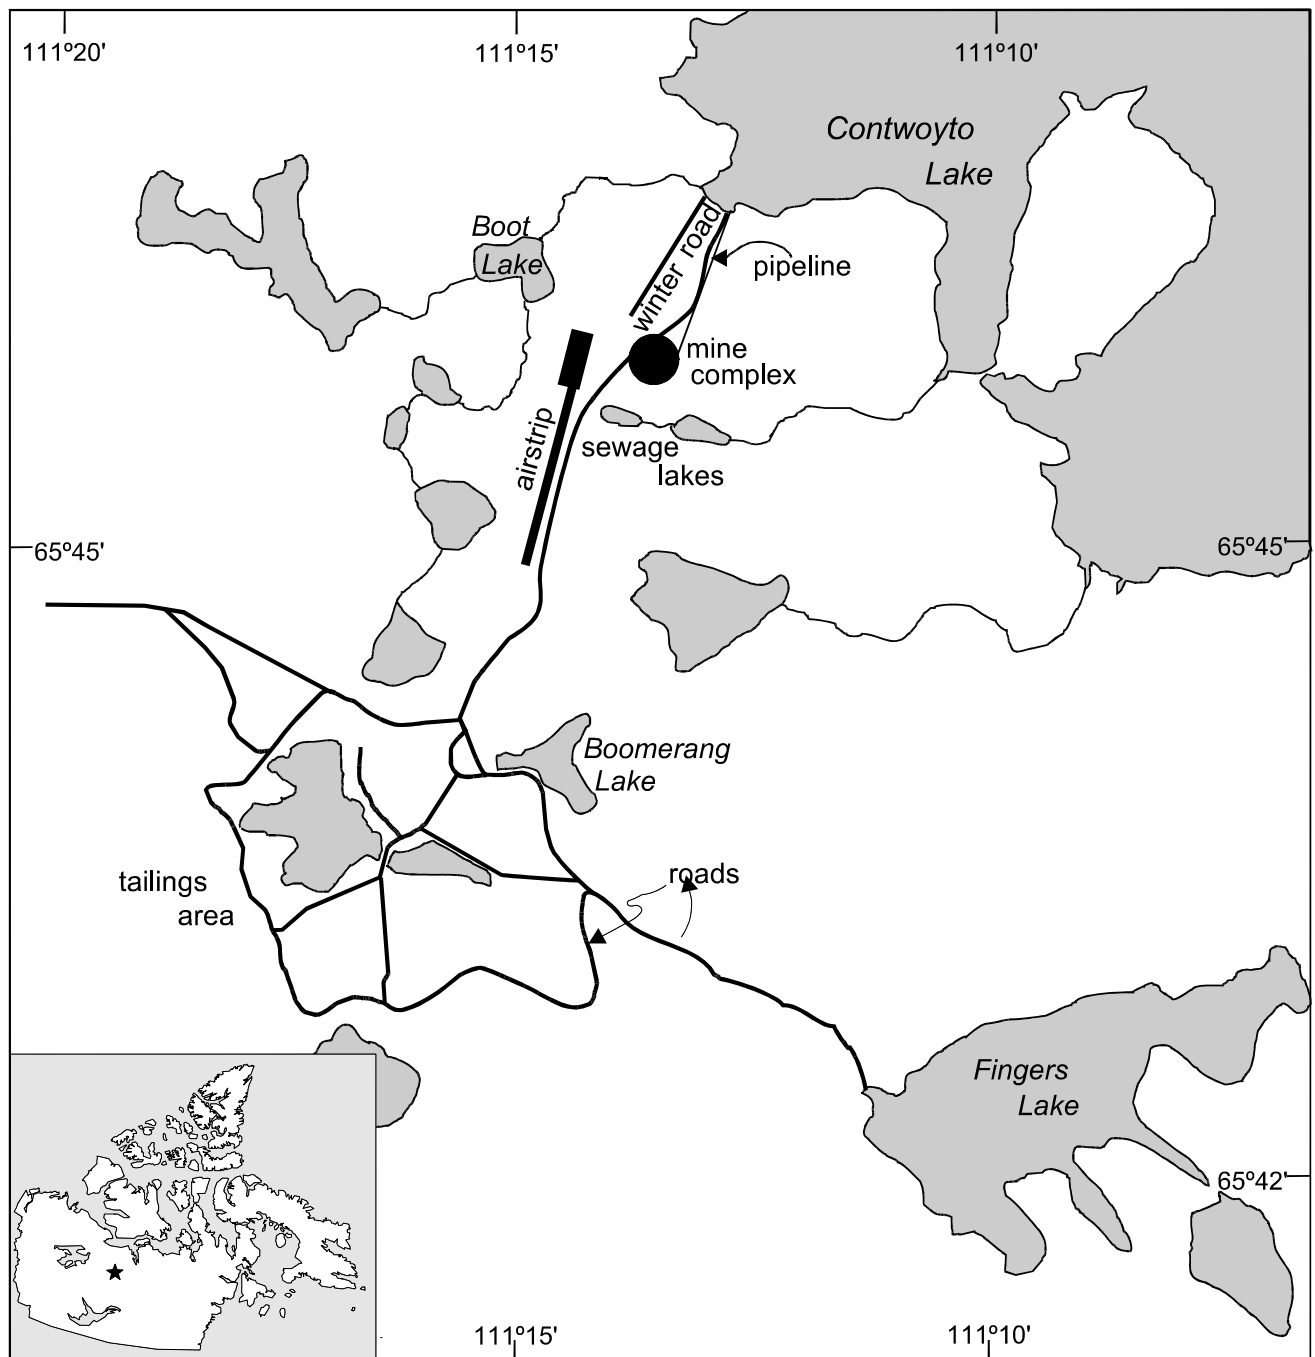 111º20'
111º15'
111º10'
Contwoyto
Lake
Boot
Lake
winter road
pipeline
mine
complex
airstrip
sewage
lakes
65º45'
65º45'
Boomerang
Lake
tailings
area
roads
Fingers
Lake
65º42'
111º15'
111º10'